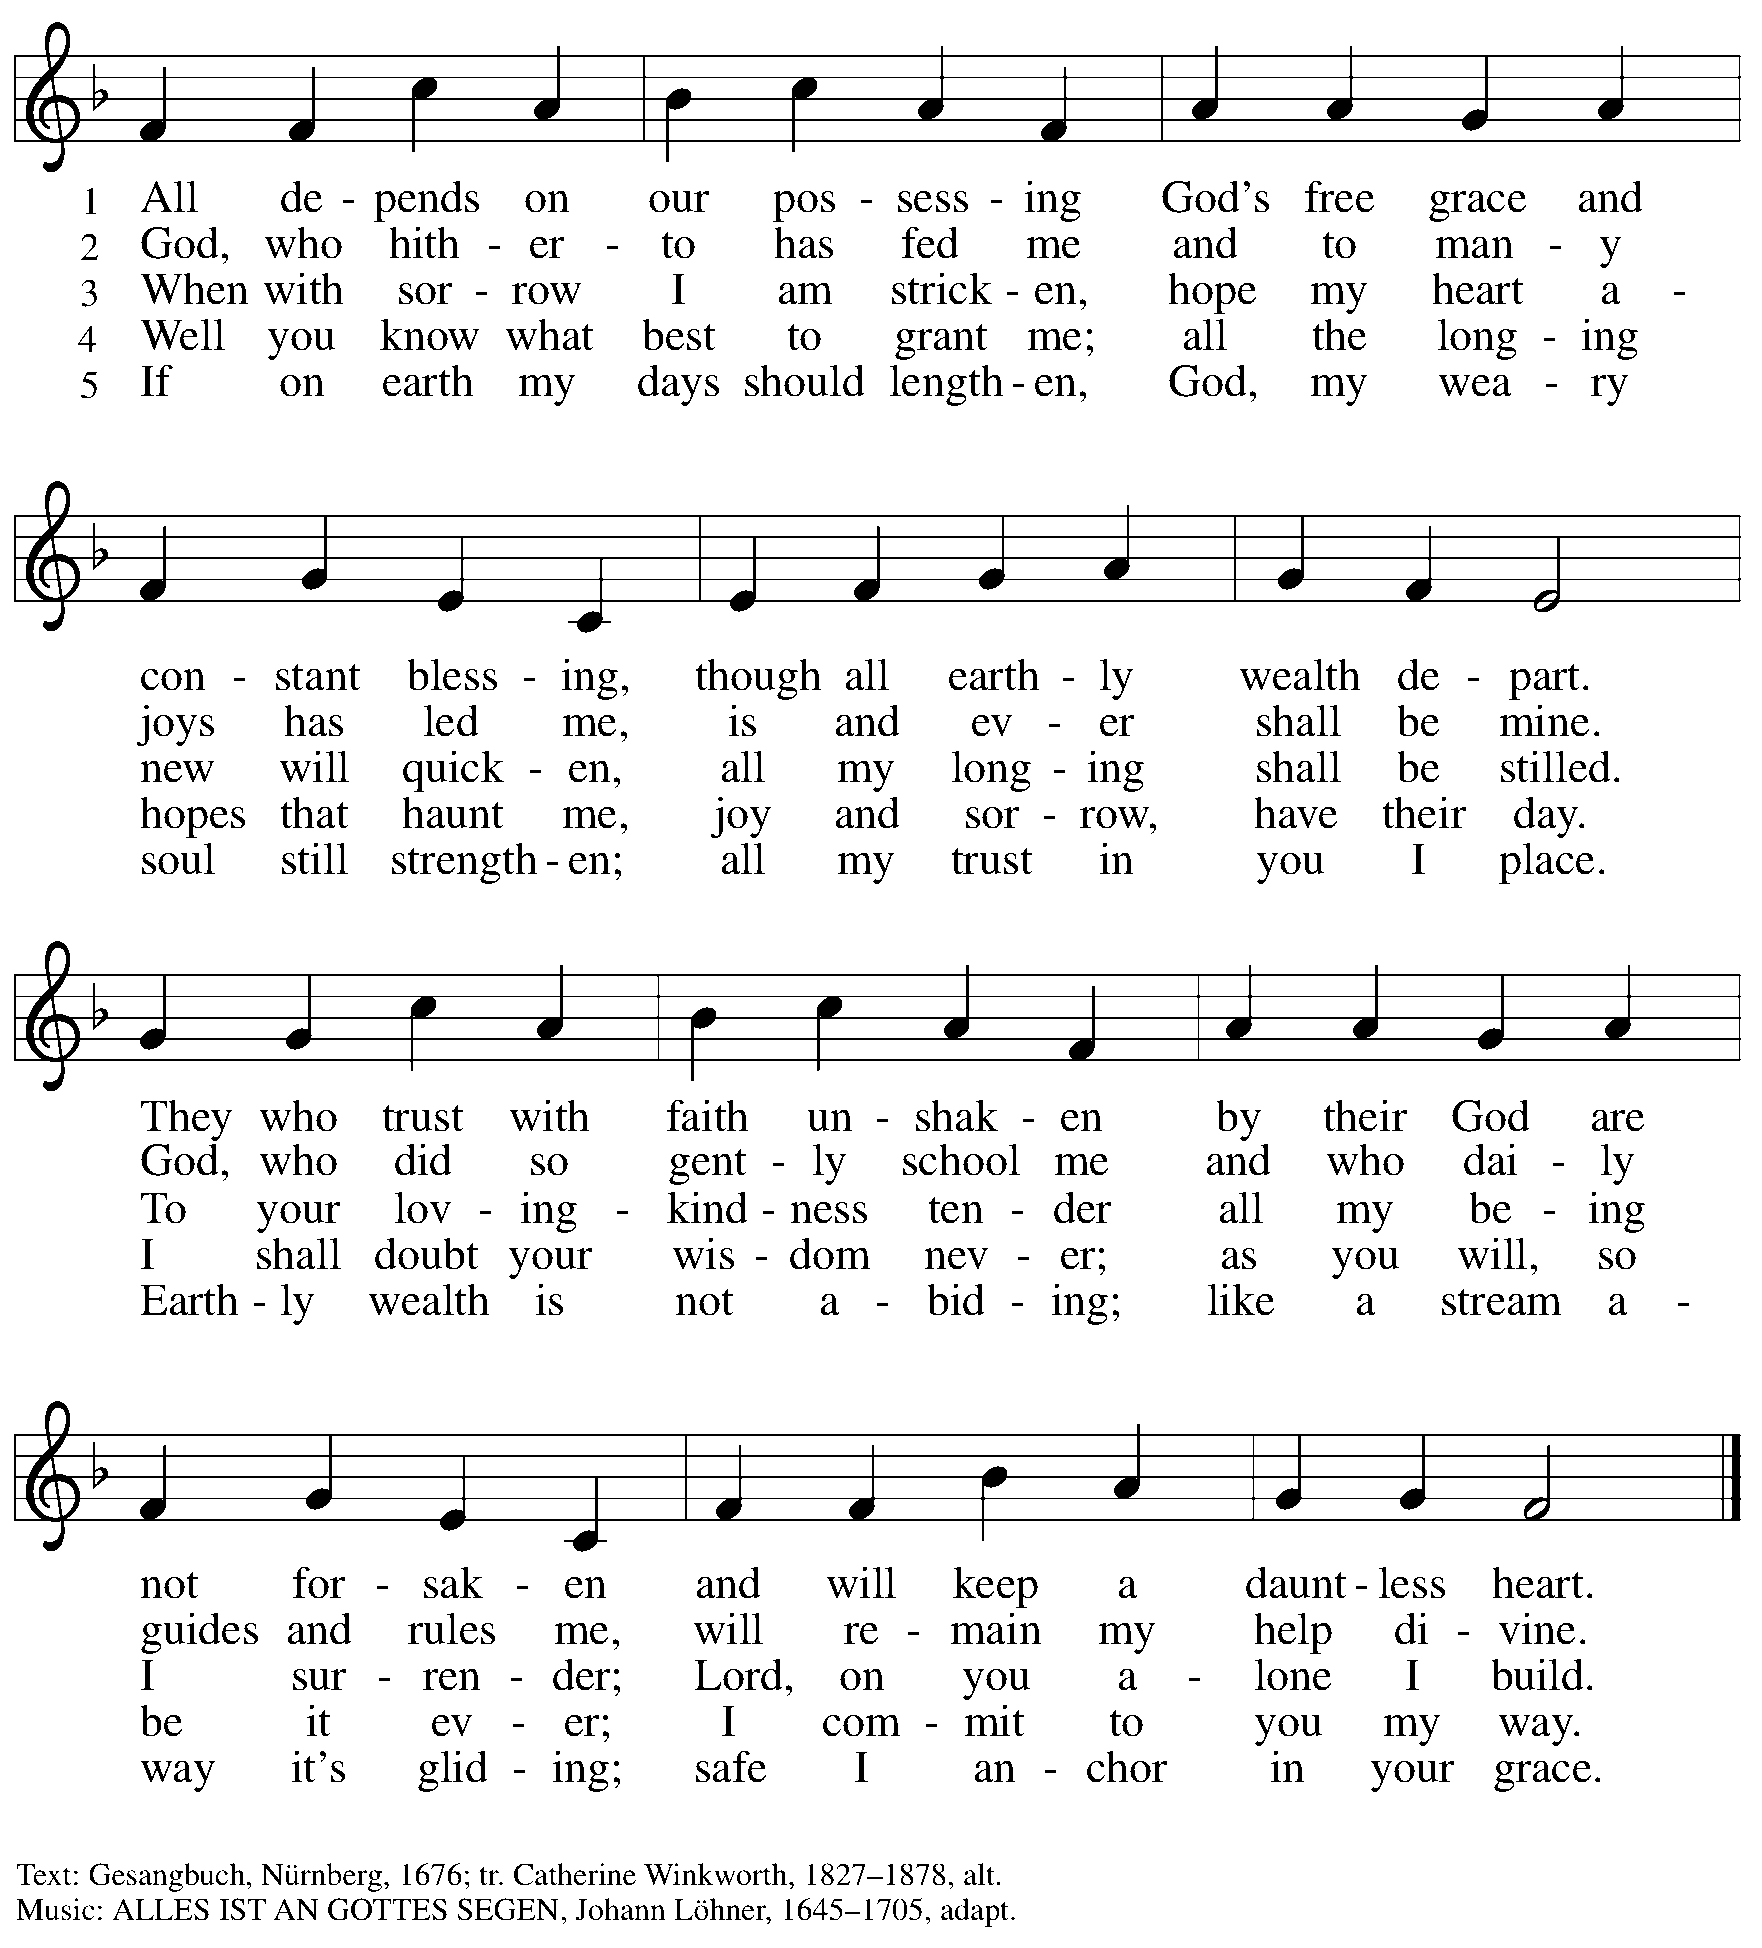 1 All de - pends on our pos - sess - ing God's free grace and
2 God, who hith - er - to has fed me and to man - y
3 When with sor - row I am strick - en, hope my heart a -
4 Well you know what best to grant me; all the long - ing
5 If on earth my days should length - en, God, my wea - ry
con - stant bless - ing, though all earth - ly wealth de - part.
joys has led me, is and ev - er shall be mine.
new will quick - en, all my long - ing shall be stilled.
hopes that haunt me, joy and sor - row, have their day.
soul still strength - en; all my trust in you I place.
They who trust with faith un - shak - en by their God are
God, who did so gent - ly school me and who dai - ly
To your lov - ing - kind - ness ten - der all my be - ing
I shall doubt your wis - dom nev - er; as you will, so
Earth - ly wealth is not a - bid - ing; like a stream a -
not for - sak - en and will keep a daunt - less heart.
guides and rules me, will re - main my help di - vine.
I sur - ren - der; Lord, on you a - lone I build.
be it ev - er; I com - mit to you my way.
way it's glid - ing; safe I an - chor in your grace.
Text: Gesangbuch, Nürnberg, 1676; tr. Catherine Winkworth, 1827–1878, alt.
Music: ALLES IST AN GOTTES SEGEN, Johann Löhner, 1645–1705, adapt.